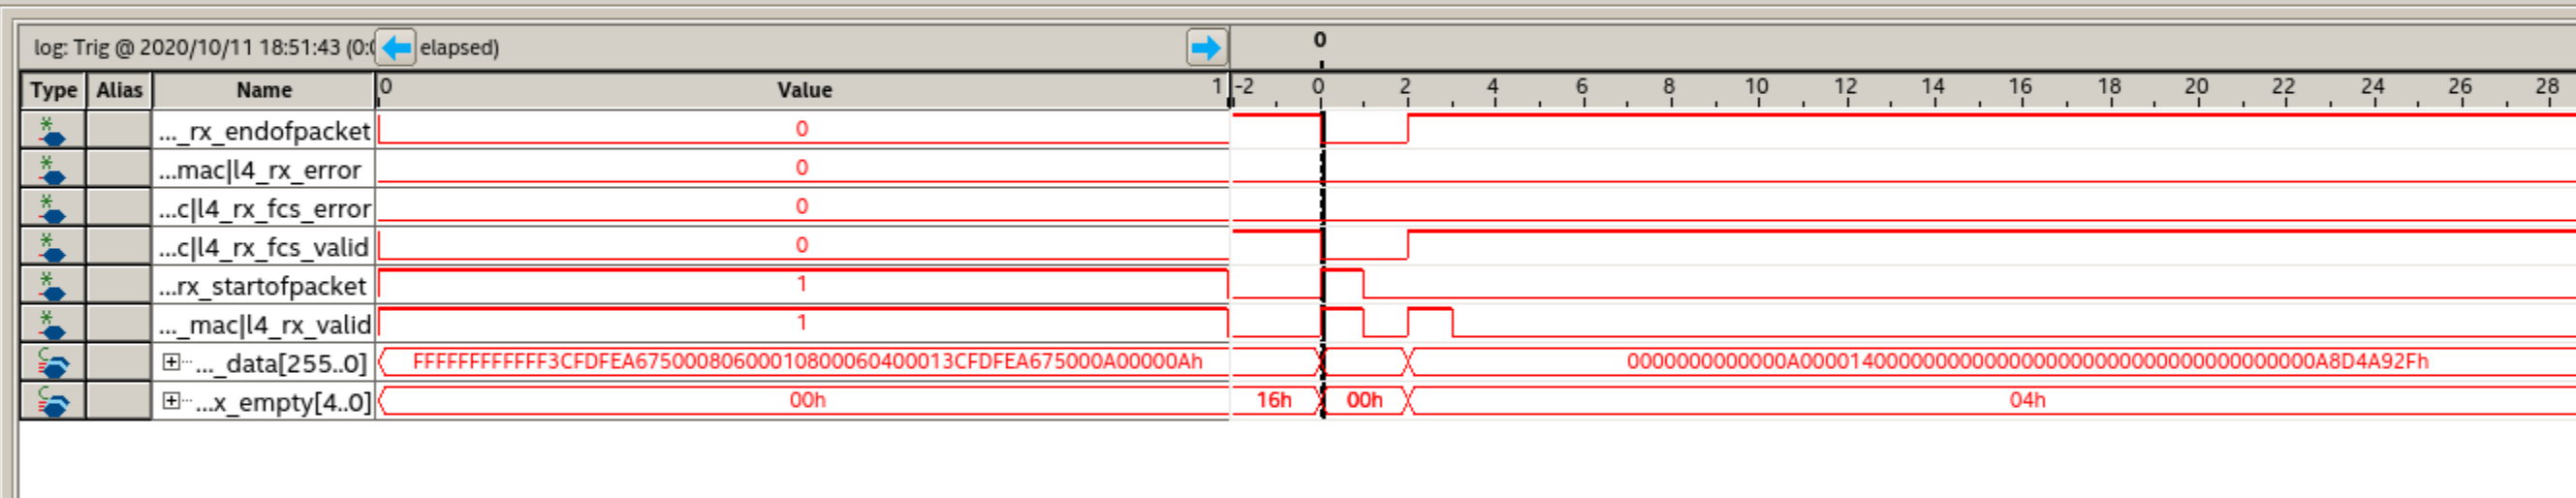 log: Trig @ 2020/10/11 18:51:43 (0:0 elapsed) 0
Type Alias Name 0 Value 1 -2 0 2 4 6 8 10 12 14 16 18 20 22 24 26 28
..._rx_endofpacket 0
...mac|l4_rx_error 0
...c|l4_rx_fcs_error 0
...c|l4_rx_fcs_valid 0
...rx_startofpacket 1
..._mac|l4_rx_valid 1
..._data[255..0] FFFFFFFFFFFF3CFDFEA67500080600010800060400013CFDFEA675000A00000Ah 0000000000000A0000140000000000000000000000000000000000000A8D4A92Fh
...x_empty[4..0] 00h 16h 00h 04h